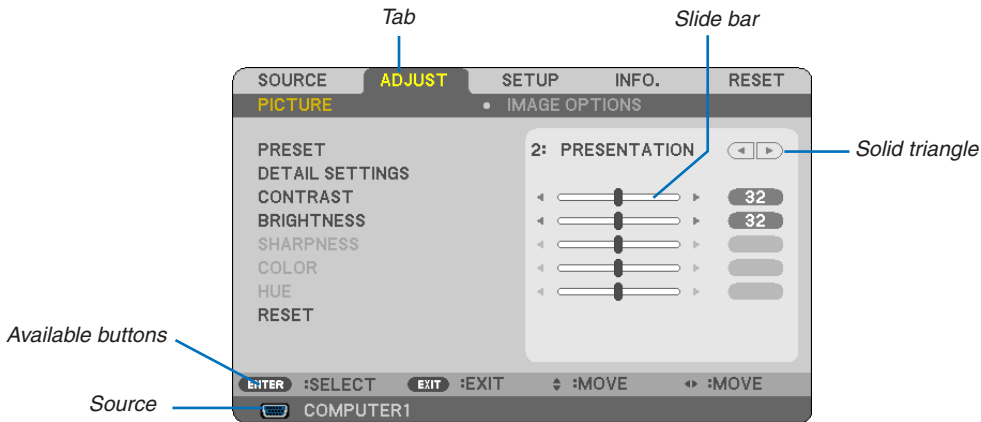 Tab
Slide bar
SOURCE ADJUST SETUP INFO. RESET
PICTURE • IMAGE OPTIONS
PRESET 2: PRESENTATION
Solid triangle
DETAIL SETTINGS
CONTRAST 32
BRIGHTNESS 32
SHARPNESS
COLOR
HUE
RESET
Available buttons
ENTER :SELECT EXIT :EXIT :MOVE :MOVE
Source
COMPUTER1